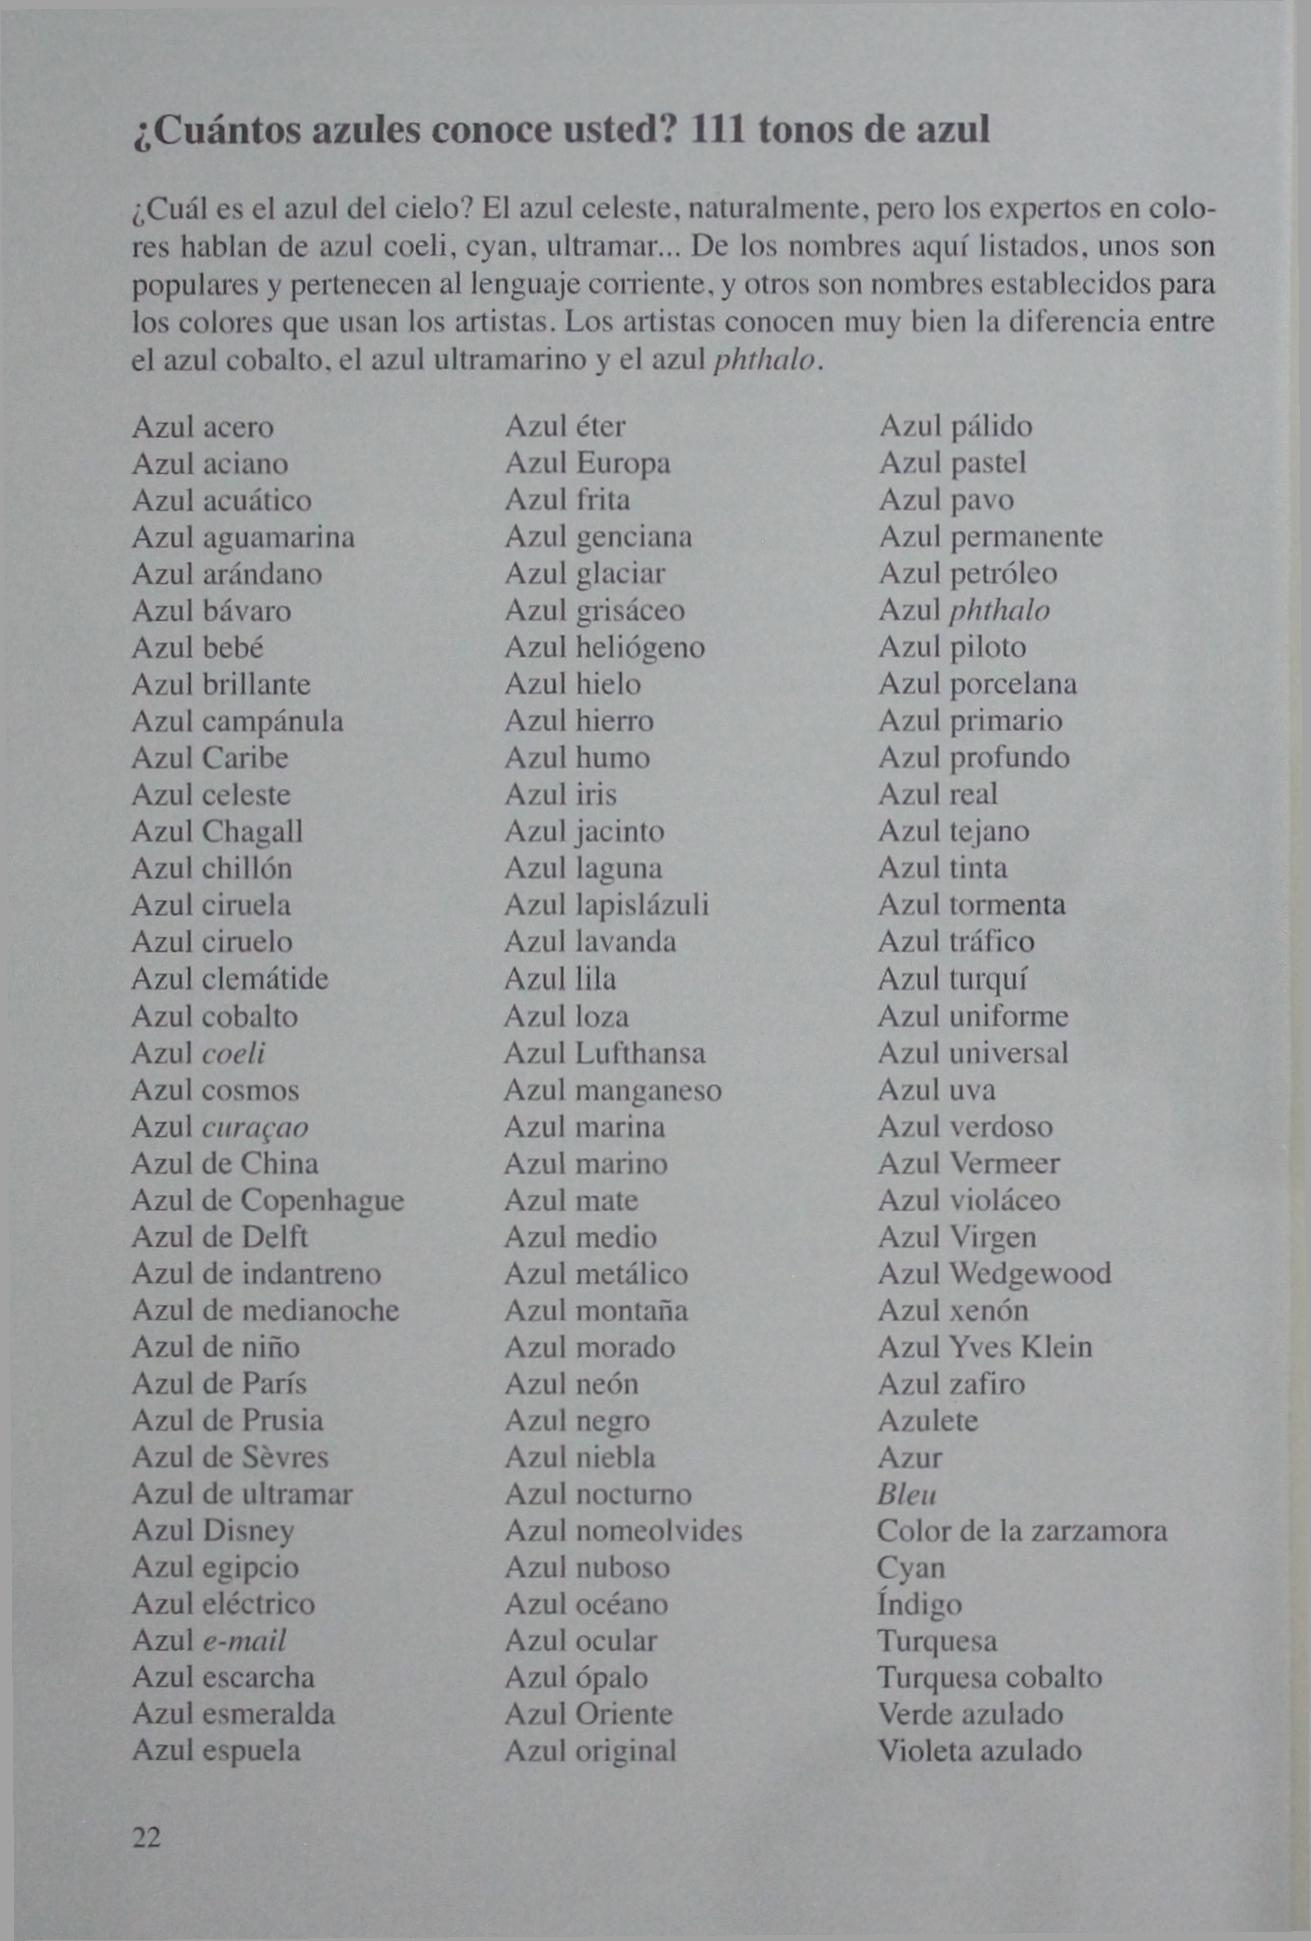 ¿Cuántos azules conoce usted? 111 tonos de azul
¿Cuál es el azul del cielo? El azul celeste, naturalmente, pero los expertos en colo-
res hablan de azul coeli, cyan, ultramar... De los nombres aquí listados, unos son
populares y pertenecen al lenguaje corriente, y otros son nombres establecidos para
los colores que usan los artistas. Los artistas conocen muy bien la diferencia entre
el azul cobalto, el azul ultramarino y el azul phthalo.
Azul acero
Azul aciano
Azul acuático
Azul aguamarina
Azul arándano
Azul bávaro
Azul bebé
Azul brillante
Azul campánula
Azul Caribe
Azul celeste
Azul Chagall
Azul chillón
Azul ciruela
Azul ciruelo
Azul clemátide
Azul cobalto
Azul coeli
Azul cosmos
Azul curaçao
Azul de China
Azul de Copenhague
Azul de Delft
Azul de indantreno
Azul de medianoche
Azul de niño
Azul de París
Azul de Prusia
Azul de Sèvres
Azul de ultramar
Azul Disney
Azul egipcio
Azul eléctrico
Azul e-mail
Azul escarcha
Azul esmeralda
Azul espuela
Azul éter
Azul Europa
Azul frita
Azul genciana
Azul glaciar
Azul grisáceo
Azul heliógeno
Azul hielo
Azul hierro
Azul humo
Azul iris
Azul jacinto
Azul laguna
Azul lapislázuli
Azul lavanda
Azul lila
Azul loza
Azul Lufthansa
Azul manganeso
Azul marina
Azul marino
Azul mate
Azul medio
Azul metálico
Azul montaña
Azul morado
Azul neón
Azul negro
Azul niebla
Azul nocturno
Azul nomeolvides
Azul nuboso
Azul océano
Azul ocular
Azul ópalo
Azul Oriente
Azul original
Azul pálido
Azul pastel
Azul pavo
Azul permanente
Azul petróleo
Azul phthalo
Azul piloto
Azul porcelana
Azul primario
Azul profundo
Azul real
Azul tejano
Azul tinta
Azul tormenta
Azul tráfico
Azul turquí
Azul uniforme
Azul universal
Azul uva
Azul verdoso
Azul Vermeer
Azul violáceo
Azul Virgen
Azul Wedgewood
Azul xenón
Azul Yves Klein
Azul zafiro
Azulete
Azur
Bleu
Color de la zarzamora
Cyan
Índigo
Turquesa
Turquesa cobalto
Verde azulado
Violeta azulado
22